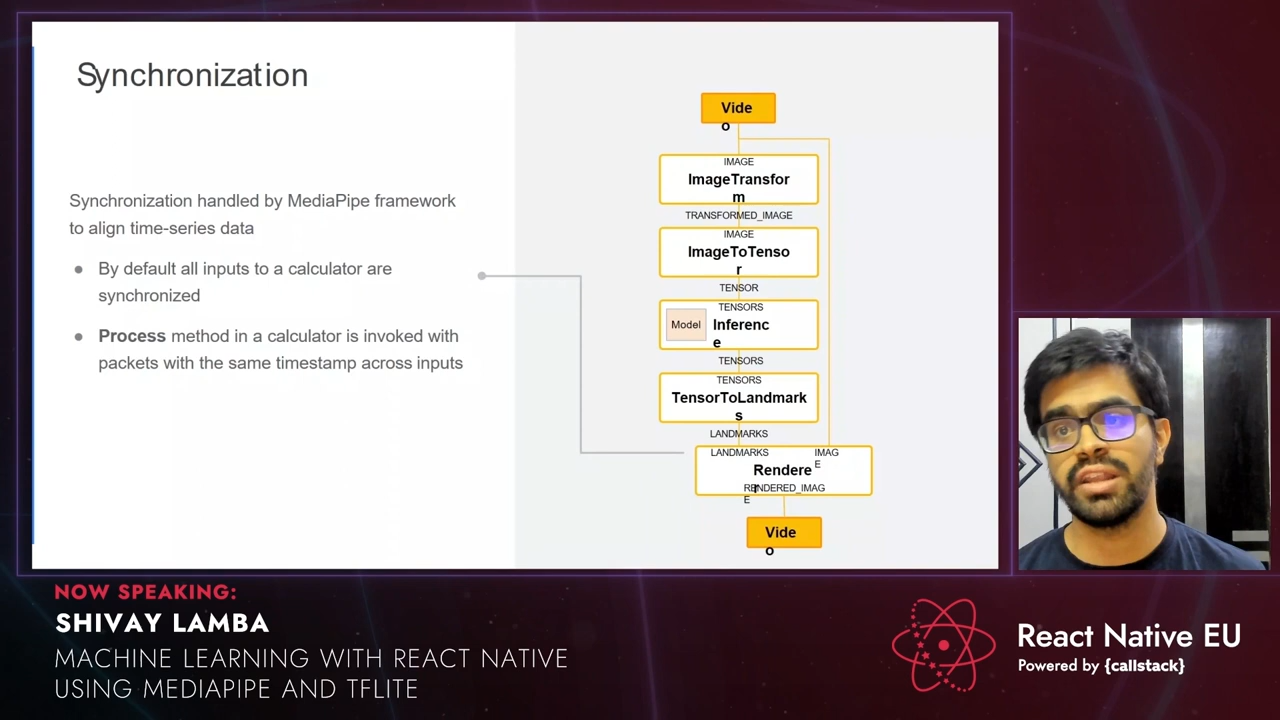 Synchronization
Synchronization handled by MediaPipe framework
to align time-series data
● By default all inputs to a calculator are
synchronized
● Process method in a calculator is invoked with
packets with the same timestamp across inputs
Vide
o
IMAGE
ImageTransfor
m
TRANSFORMED_IMAGE
IMAGE
ImageToTenso
r
TENSOR
TENSORS
Model
Inferenc
e
TENSORS
TENSORS
TensorToLandmark
s
LANDMARKS
LANDMARKS
IMAG
E
Rendere
r
RENDERED_IMAG
E
Vide
o
NOW SPEAKING:
SHIVAY LAMBA
MACHINE LEARNING WITH REACT NATIVE
USING MEDIAPIPE AND TFLITE
React Native EU
Powered by {callstack}